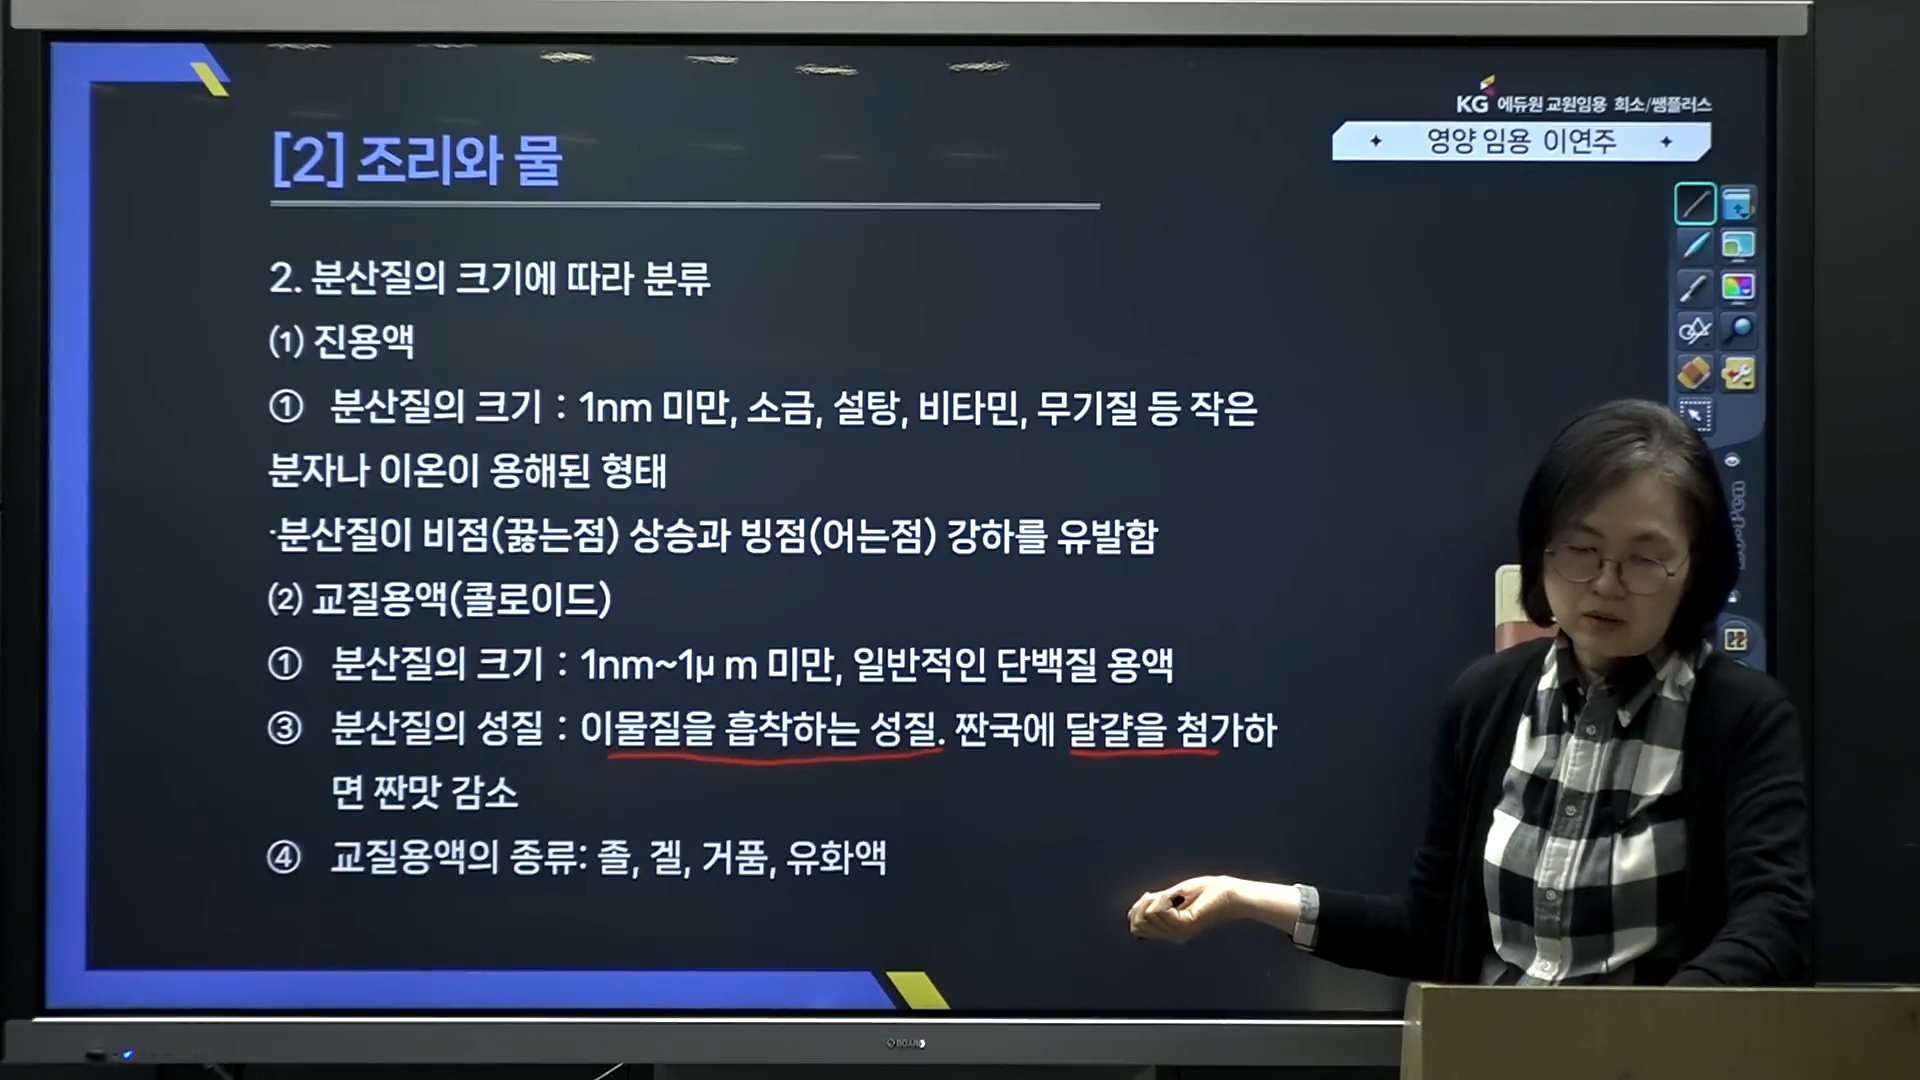 KG 에듀원 교원임용 희소/쌤플러스
영양 임용 이연주
[2] 조리와 물
2. 분산질의 크기에 따라 분류
(1) 진용액
① 분산질의 크기 : 1nm 미만, 소금, 설탕, 비타민, 무기질 등 작은
분자나 이온이 용해된 형태
·분산질이 비점(끓는점) 상승과 빙점(어는점) 강하를 유발함
(2) 교질용액(콜로이드)
① 분산질의 크기 : 1nm~1μ m 미만, 일반적인 단백질 용액
③ 분산질의 성질 : 이물질을 흡착하는 성질. 짠국에 달걀을 첨가하
면 짠맛 감소
④ 교질용액의 종류: 졸, 겔, 거품, 유화액